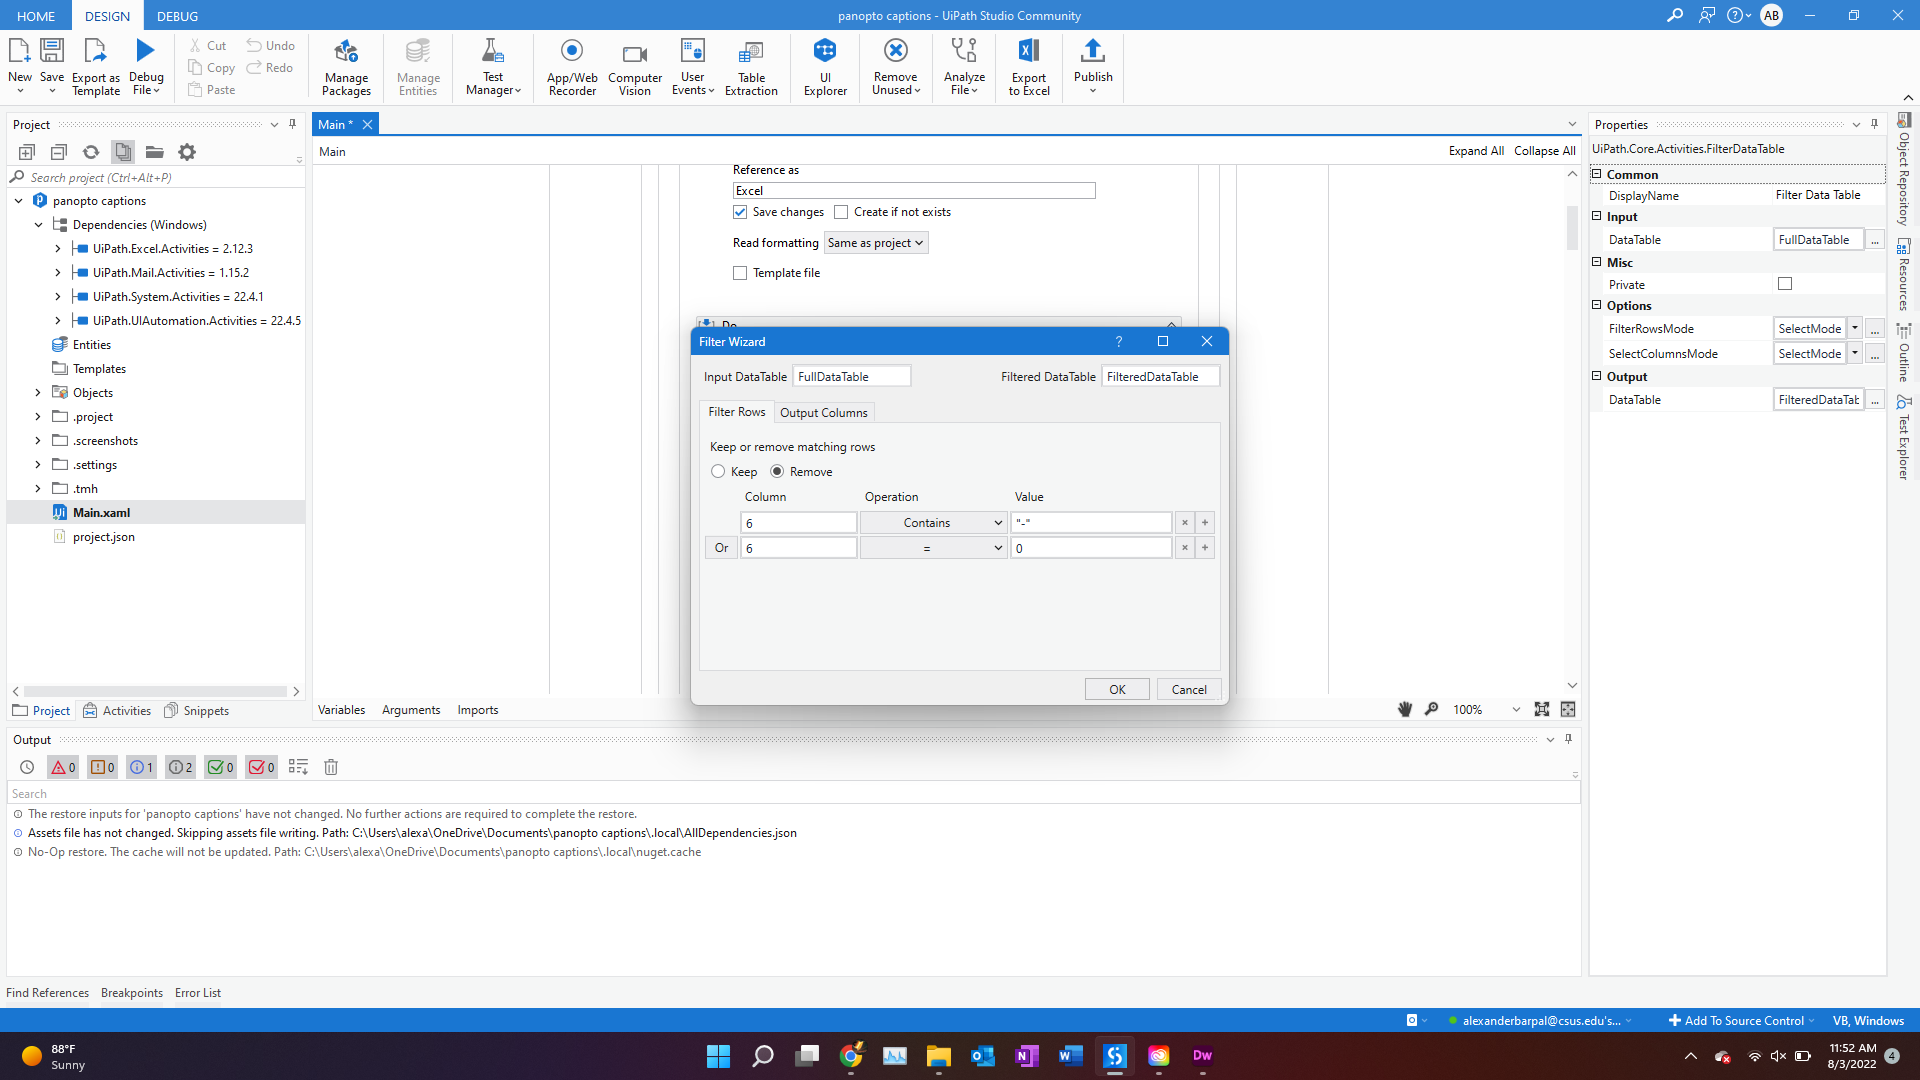 HOME DESIGN DEBUG
panopto captions - UiPath Studio Community
AB
New Save Export as Template Debug File
Cut Undo
Copy Redo
Paste
Manage Packages Manage Entities Test Manager App/Web Recorder Computer Vision User Events Table Extraction UI Explorer Remove Unused Analyze File Export to Excel Publish
Project
Search project (Ctrl+Alt+P)
panopto captions
Dependencies (Windows)
UiPath.Excel.Activities = 2.12.3
UiPath.Mail.Activities = 1.15.2
UiPath.System.Activities = 22.4.1
UiPath.UIAutomation.Activities = 22.4.5
Entities
Templates
Objects
.project
.screenshots
.settings
.tmh
Main.xaml
project.json
Project Activities Snippets
Main *
Main
Expand All Collapse All
Reference as
Excel
Save changes Create if not exists
Read formatting Same as project
Template file
Do
Filter Wizard
?
Input DataTable FullDataTable Filtered DataTable FilteredDataTable
Filter Rows Output Columns
Keep or remove matching rows
Keep Remove
Column Operation Value
6 Contains "-"
Or 6 = 0
OK Cancel
Variables Arguments Imports
100%
Properties
UiPath.Core.Activities.FilterDataTable
Common
DisplayName Filter Data Table
Input
DataTable FullDataTable ...
Misc
Private
Options
FilterRowsMode SelectMode ...
SelectColumnsMode SelectMode ...
Output
DataTable FilteredDataTab ...
Object Repository
Resources
Outline
Test Explorer
Output
0 0 1 2 0 0
Search
The restore inputs for 'panopto captions' have not changed. No further actions are required to complete the restore.
Assets file has not changed. Skipping assets file writing. Path: C:\Users\alexa\OneDrive\Documents\panopto captions\.local\AllDependencies.json
No-Op restore. The cache will not be updated. Path: C:\Users\alexa\OneDrive\Documents\panopto captions\.local\nuget.cache
Find References Breakpoints Error List
alexanderbarpal@csus.edu's... Add To Source Control VB, Windows
88°F
Sunny
Dw
11:52 AM
8/3/2022
4